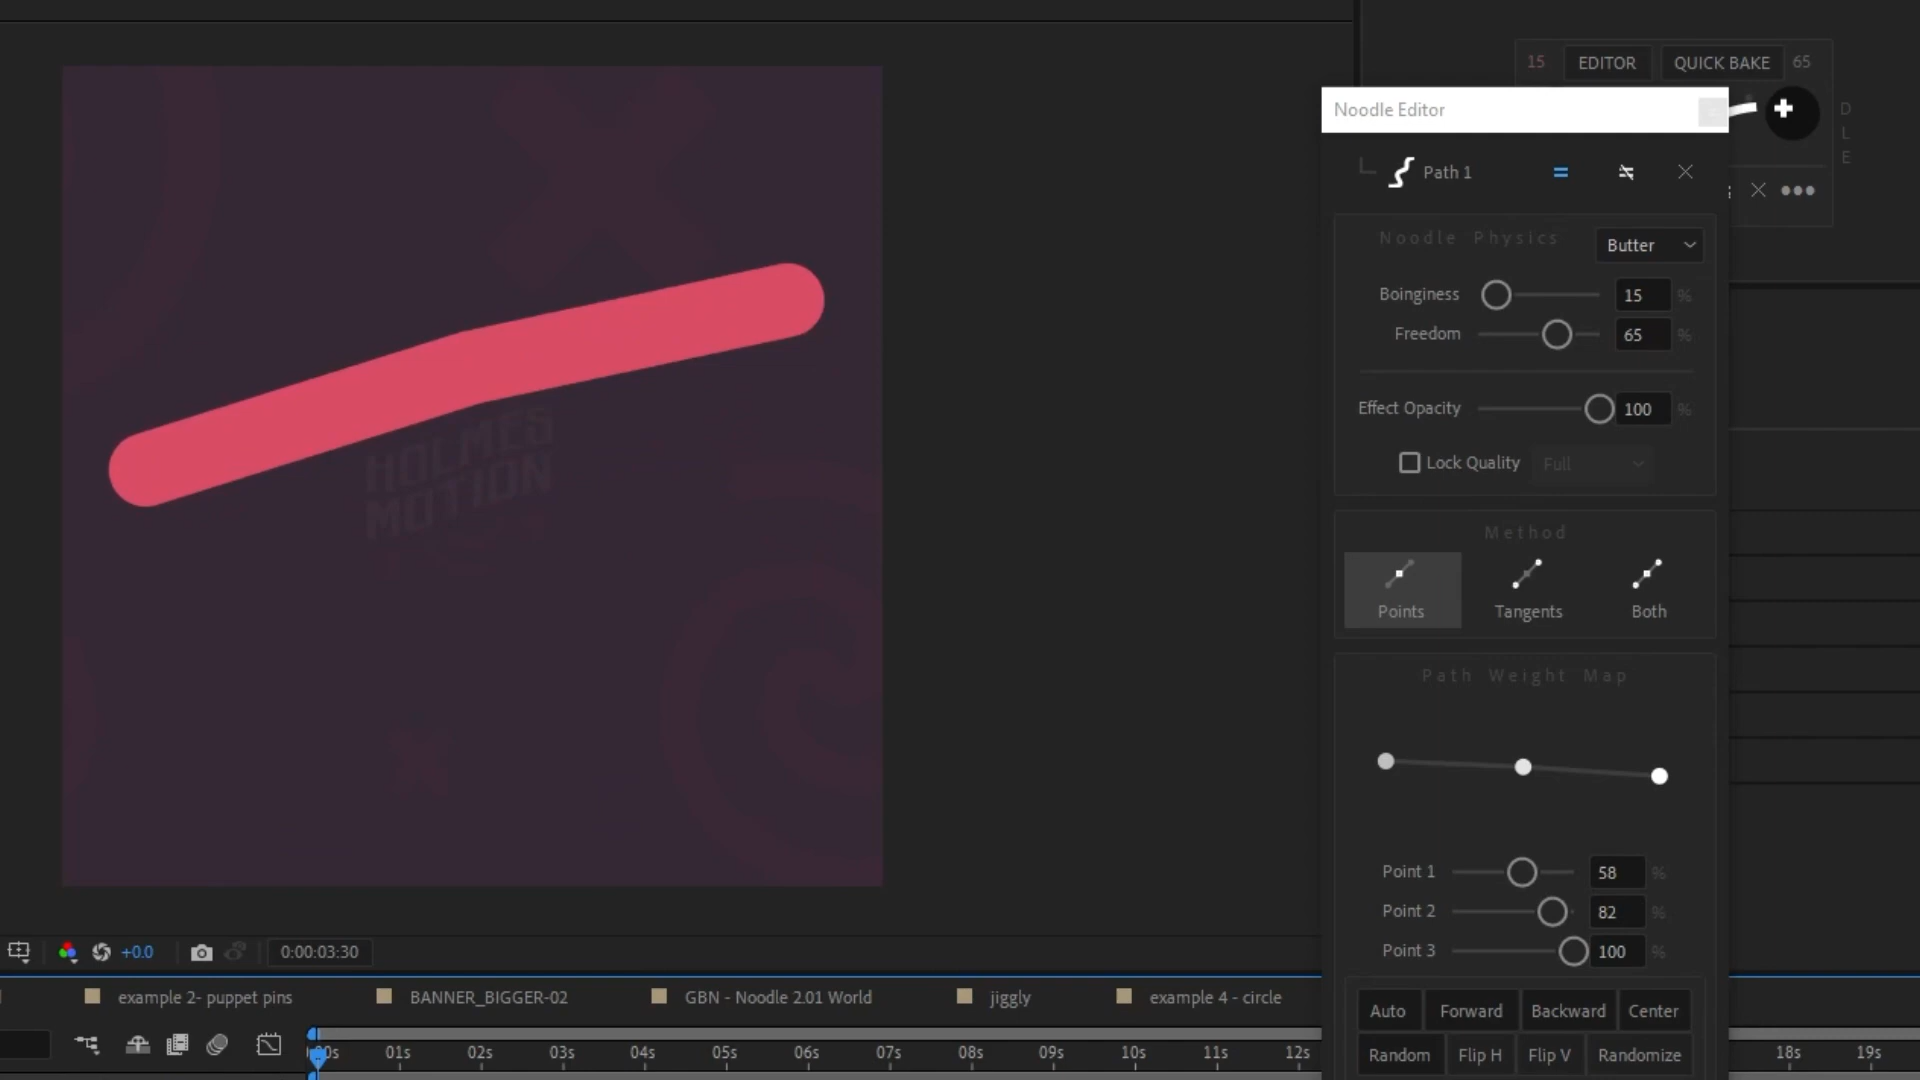 15 EDITOR QUICK BAKE 65
Noodle Editor
D
L
E
Path 1
Noodle Physics Butter
Boinginess 15 %
Freedom 65 %
Effect Opacity 100 %
Lock Quality Full
HOLMES
MOTION
Method
Points Tangents Both
Path Weight Map
Point 1 58 %
Point 2 82 %
Point 3 100 %
+0.0 0:00:03:30
example 2- puppet pins BANNER_BIGGER-02 GBN - Noodle 2.01 World jiggly example 4 - circle
Auto Forward Backward Center
Random Flip H Flip V Randomize
00s 01s 02s 03s 04s 05s 06s 07s 08s 09s 10s 11s 12s 18s 19s